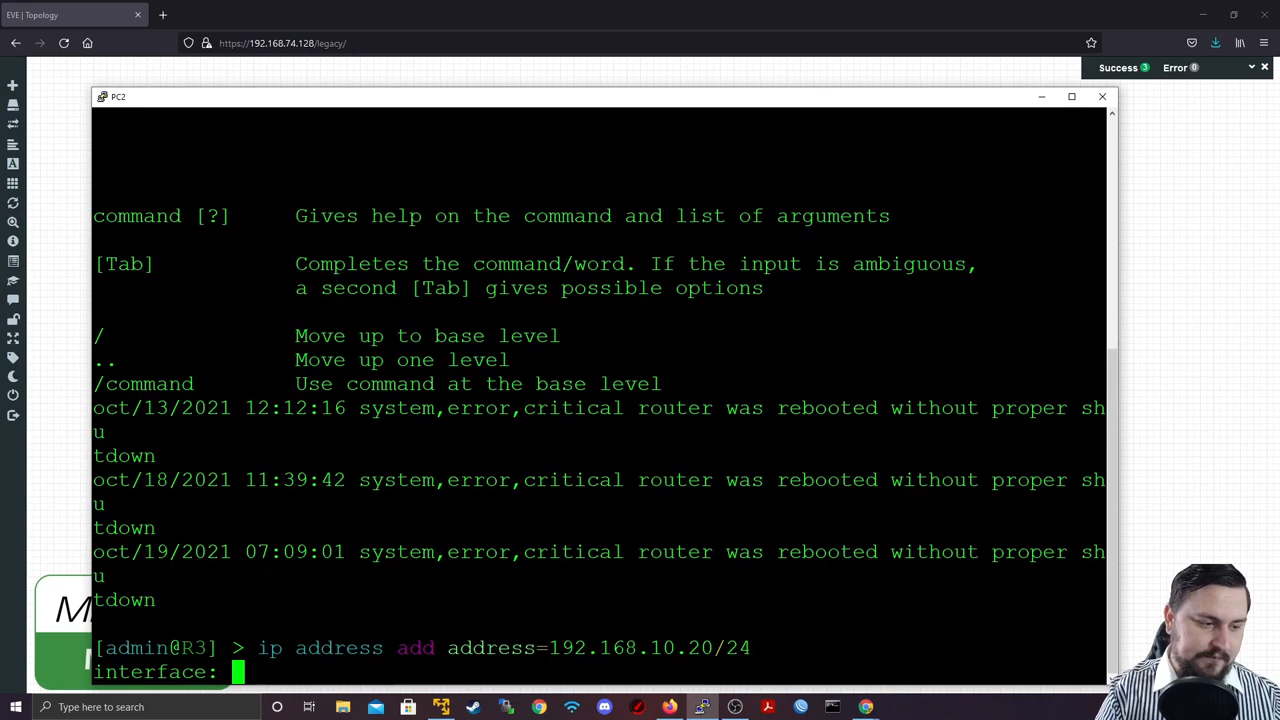 EVE | Topology
https://192.168.74.128/legacy/
Success 3 Error 0
PC2
command [?] Gives help on the command and list of arguments
[Tab] Completes the command/word. If the input is ambiguous,
a second [Tab] gives possible options
/ Move up to base level
.. Move up one level
/command Use command at the base level
oct/13/2021 12:12:16 system,error,critical router was rebooted without proper sh
u
tdown
oct/18/2021 11:39:42 system,error,critical router was rebooted without proper sh
u
tdown
oct/19/2021 07:09:01 system,error,critical router was rebooted without proper sh
u
tdown
[admin@R3] > ip address add address=192.168.10.20/24
interface:
Type here to search